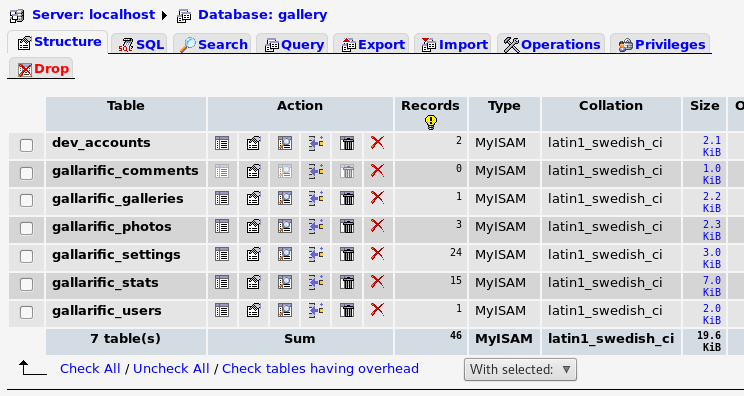 Server: localhost Database: gallery
Structure SQL Search Query Export Import Operations Privileges
Drop
Table Action Records Type Collation Size O
dev_accounts 2 MyISAM latin1_swedish_ci 2.1 KiB
gallarific_comments 0 MyISAM latin1_swedish_ci 1.0 KiB
gallarific_galleries 1 MyISAM latin1_swedish_ci 2.2 KiB
gallarific_photos 3 MyISAM latin1_swedish_ci 2.3 KiB
gallarific_settings 24 MyISAM latin1_swedish_ci 3.0 KiB
gallarific_stats 15 MyISAM latin1_swedish_ci 7.0 KiB
gallarific_users 1 MyISAM latin1_swedish_ci 2.0 KiB
7 table(s) Sum 46 MyISAM latin1_swedish_ci 19.6 KiB
Check All / Uncheck All / Check tables having overhead With selected: